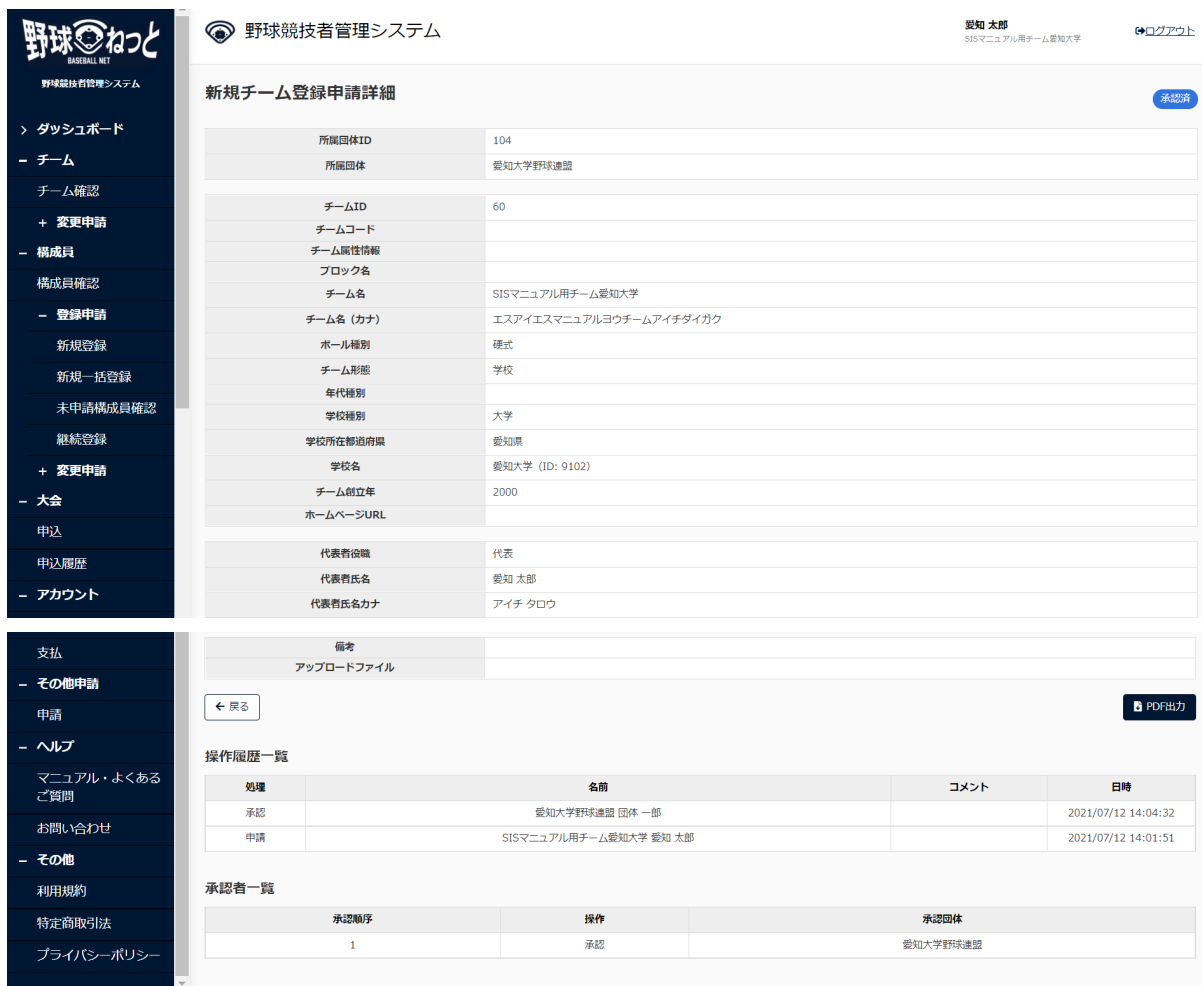 野球ねっと
BASEBALL NET
野球競技者管理システム
ダッシュボード
チーム
チーム確認
変更申請
構成員
構成員確認
登録申請
新規登録
新規一括登録
未申請構成員確認
継続登録
変更申請
大会
申込
申込履歴
アカウント
野球競技者管理システム
愛知 太郎
SISマニュアル用チーム愛知大学
ログアウト
新規チーム登録申請詳細
承認済
所属団体ID 104
所属団体 愛知大学野球連盟
チームID 60
チームコード
チーム属性情報
ブロック名
チーム名 SISマニュアル用チーム愛知大学
チーム名（カナ） エスアイエスマニュアルヨウチームアイチダイガク
ボール種別 硬式
チーム形態 学校
年代種別
学校種別 大学
学校所在都道府県 愛知県
学校名 愛知大学（ID: 9102）
チーム創立年 2000
ホームページURL
代表者役職 代表
代表者氏名 愛知 太郎
代表者氏名カナ アイチ タロウ
支払
その他申請
申請
ヘルプ
マニュアル・よくある
ご質問
お問い合わせ
その他
利用規約
特定商取引法
プライバシーポリシー
備考
アップロードファイル
戻る
PDF出力
操作履歴一覧
処理 名前 コメント 日時
承認 愛知大学野球連盟 団体 一郎 2021/07/12 14:04:32
申請 SISマニュアル用チーム愛知大学 愛知 太郎 2021/07/12 14:01:51
承認者一覧
承認順序 操作 承認団体
1 承認 愛知大学野球連盟